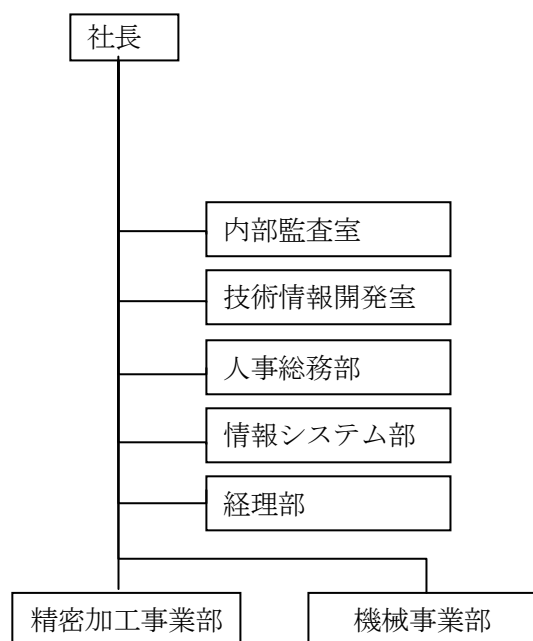 社長
内部監査室
技術情報開発室
人事総務部
情報システム部
経理部
精密加工事業部
機械事業部